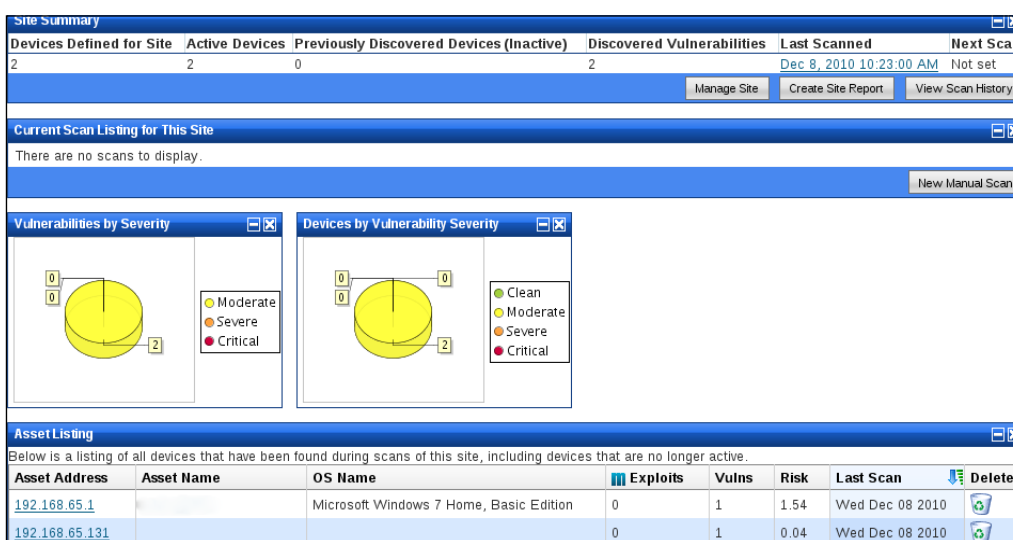 Site Summary
Devices Defined for Site Active Devices Previously Discovered Devices (Inactive) Discovered Vulnerabilities Last Scanned Next Sca
2 2 0 2 Dec 8, 2010 10:23:00 AM Not set
Manage Site Create Site Report View Scan History
Current Scan Listing for This Site
There are no scans to display.
New Manual Scan
Vulnerabilities by Severity Devices by Vulnerability Severity
0
0
2
Moderate
Severe
Critical
0 0
0
2
Clean
Moderate
Severe
Critical
Asset Listing
Below is a listing of all devices that have been found during scans of this site, including devices that are no longer active.
Asset Address Asset Name OS Name Exploits Vulns Risk Last Scan Delete
192.168.65.1 Microsoft Windows 7 Home, Basic Edition 0 1 1.54 Wed Dec 08 2010
192.168.65.131 0 1 0.04 Wed Dec 08 2010